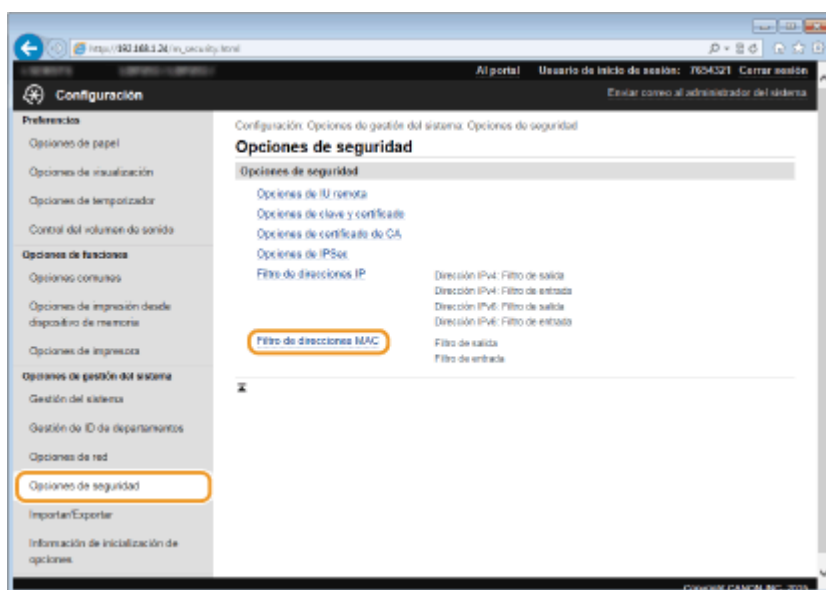 http://192.168.1.24/m_security.html
Al portal Usuario de inicio de sesión: 7654321 Cerrar sesión
Configuración
Enviar correo al administrador del sistema
Preferencias
Opciones de papel
Opciones de visualización
Opciones de temporizador
Control del volumen de sonido
Opciones de funciones
Opciones comunes
Opciones de impresión desde
dispositivo de memoria
Opciones de impresora
Opciones de gestión del sistema
Gestión del sistema
Gestión de ID de departamentos
Opciones de red
Opciones de seguridad
Importar/Exportar
Información de inicialización de
opciones
Configuración: Opciones de gestión del sistema: Opciones de seguridad
Opciones de seguridad
Opciones de seguridad
Opciones de IU remota
Opciones de clave y certificado
Opciones de certificado de CA
Opciones de IPSec
Filtro de direcciones IP
Dirección IPv4: Filtro de salida
Dirección IPv4: Filtro de entrada
Dirección IPv6: Filtro de salida
Dirección IPv6: Filtro de entrada
Filtro de direcciones MAC
Filtro de salida
Filtro de entrada
Copyright CANON INC. 2015